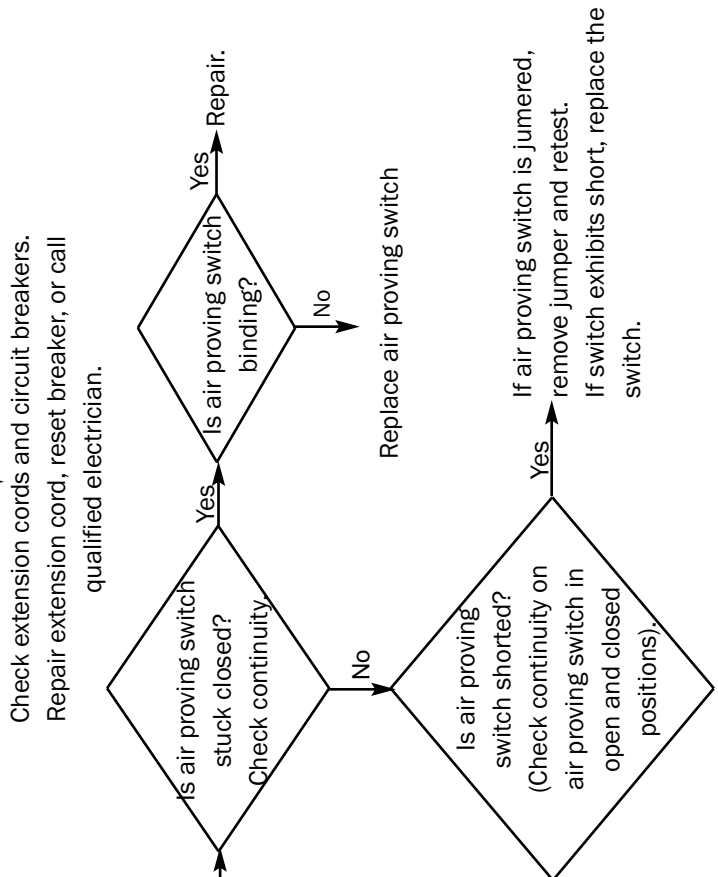 Check extension cords and circuit breakers.
Repair extension cord, reset breaker, or call
qualified electrician.
Is air proving switch
stuck closed?
Check continuity.
Yes
Is air proving switch
binding?
Yes
Repair.
No
Replace air proving switch
No
Is air proving
switch shorted?
(Check continuity on
air proving switch in
open and closed
positions).
Yes
If air proving switch is jumered,
remove jumper and retest.
If switch exhibits short, replace the
switch.